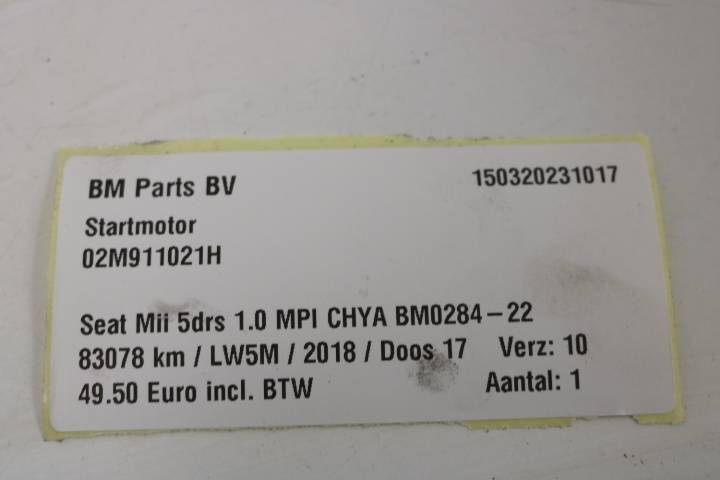 BM Parts BV 150320231017
Startmotor
02M911021H
Seat Mii 5drs 1.0 MPI CHYA BM0284-22
83078 km / LW5M / 2018 / Doos 17 Verz: 10
49.50 Euro incl. BTW Aantal: 1